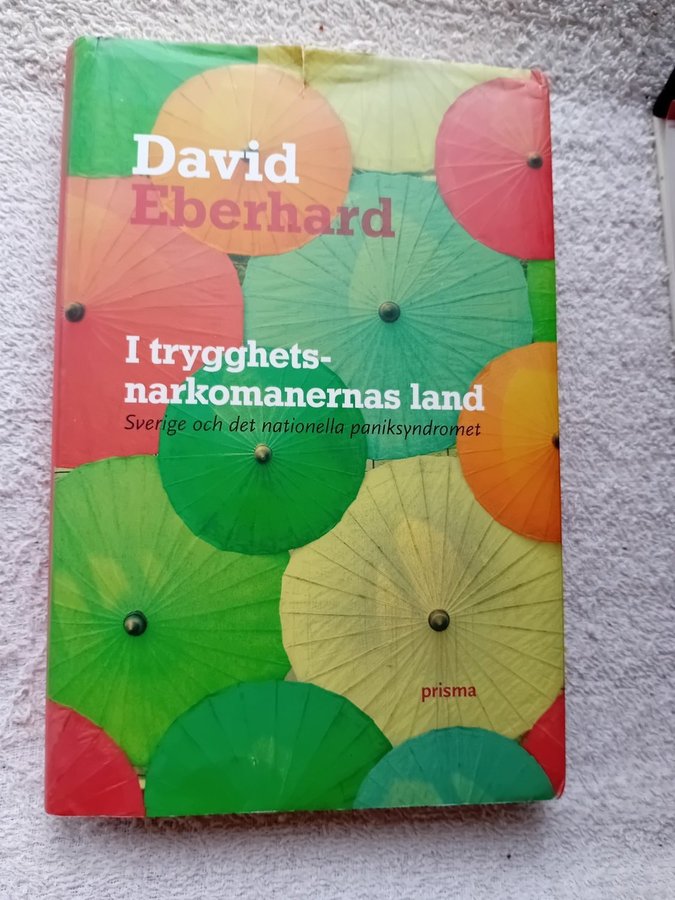 David
Eberhard
I trygghets-
narkomanernas land
Sverige och det nationella paniksyndromet
prisma